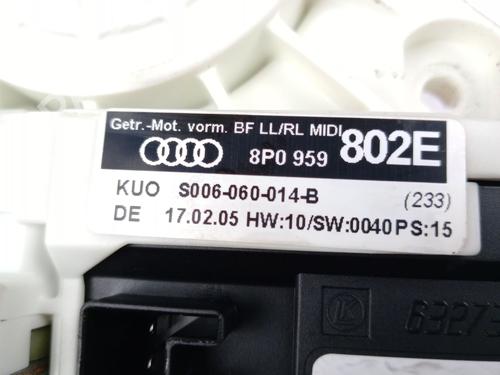 Getr.-Mot. vorm. BF LL/RL MIDI
8P0 959 802E
KUO S006-060-014-B (233)
DE 17.02.05 HW:10/SW:0040 PS:15